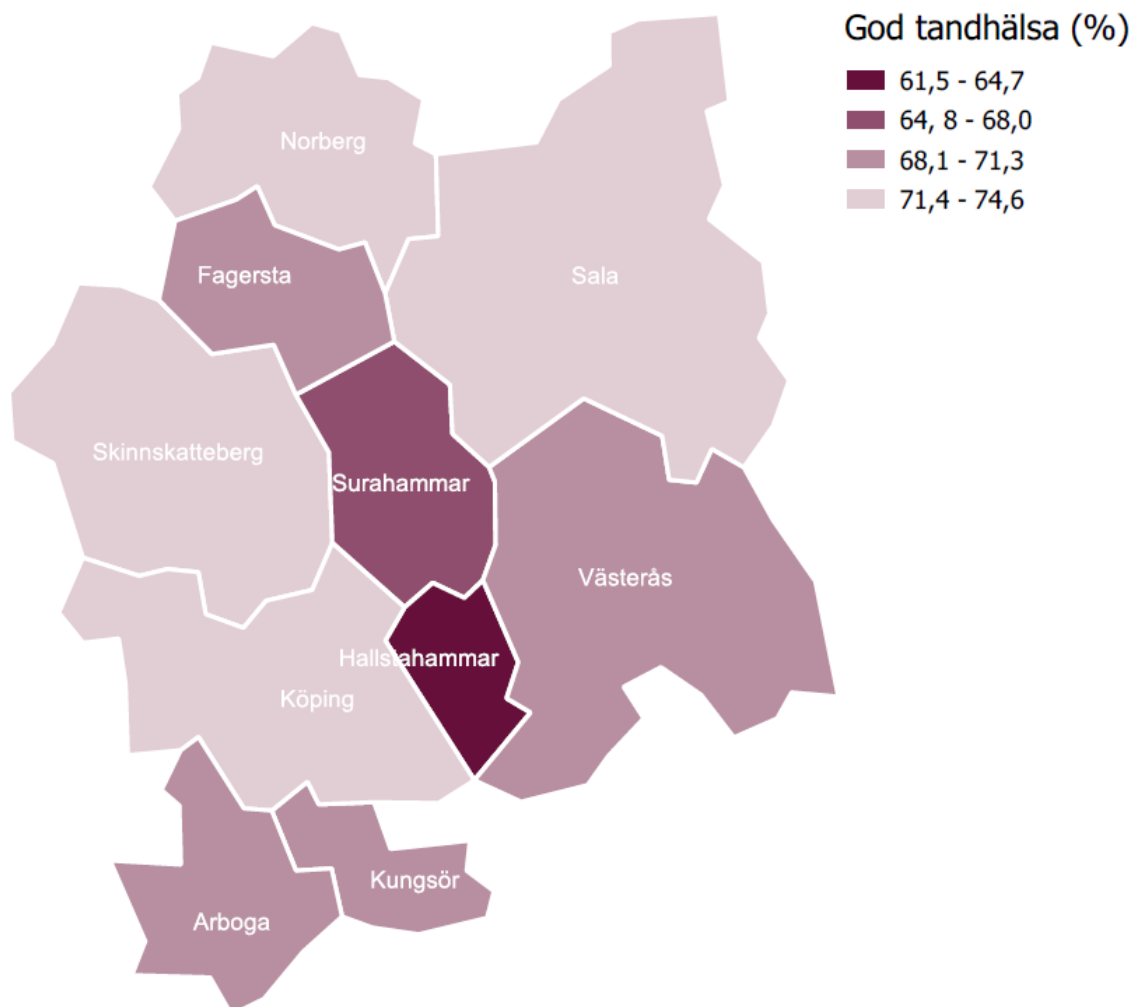 God tandhälsa (%)
61,5 - 64,7
64, 8 - 68,0
68,1 - 71,3
71,4 - 74,6
Norberg
Fagersta
Sala
Skinnskatteberg
Surahammar
Västerås
Hallstahammar
Köping
Kungsör
Arboga